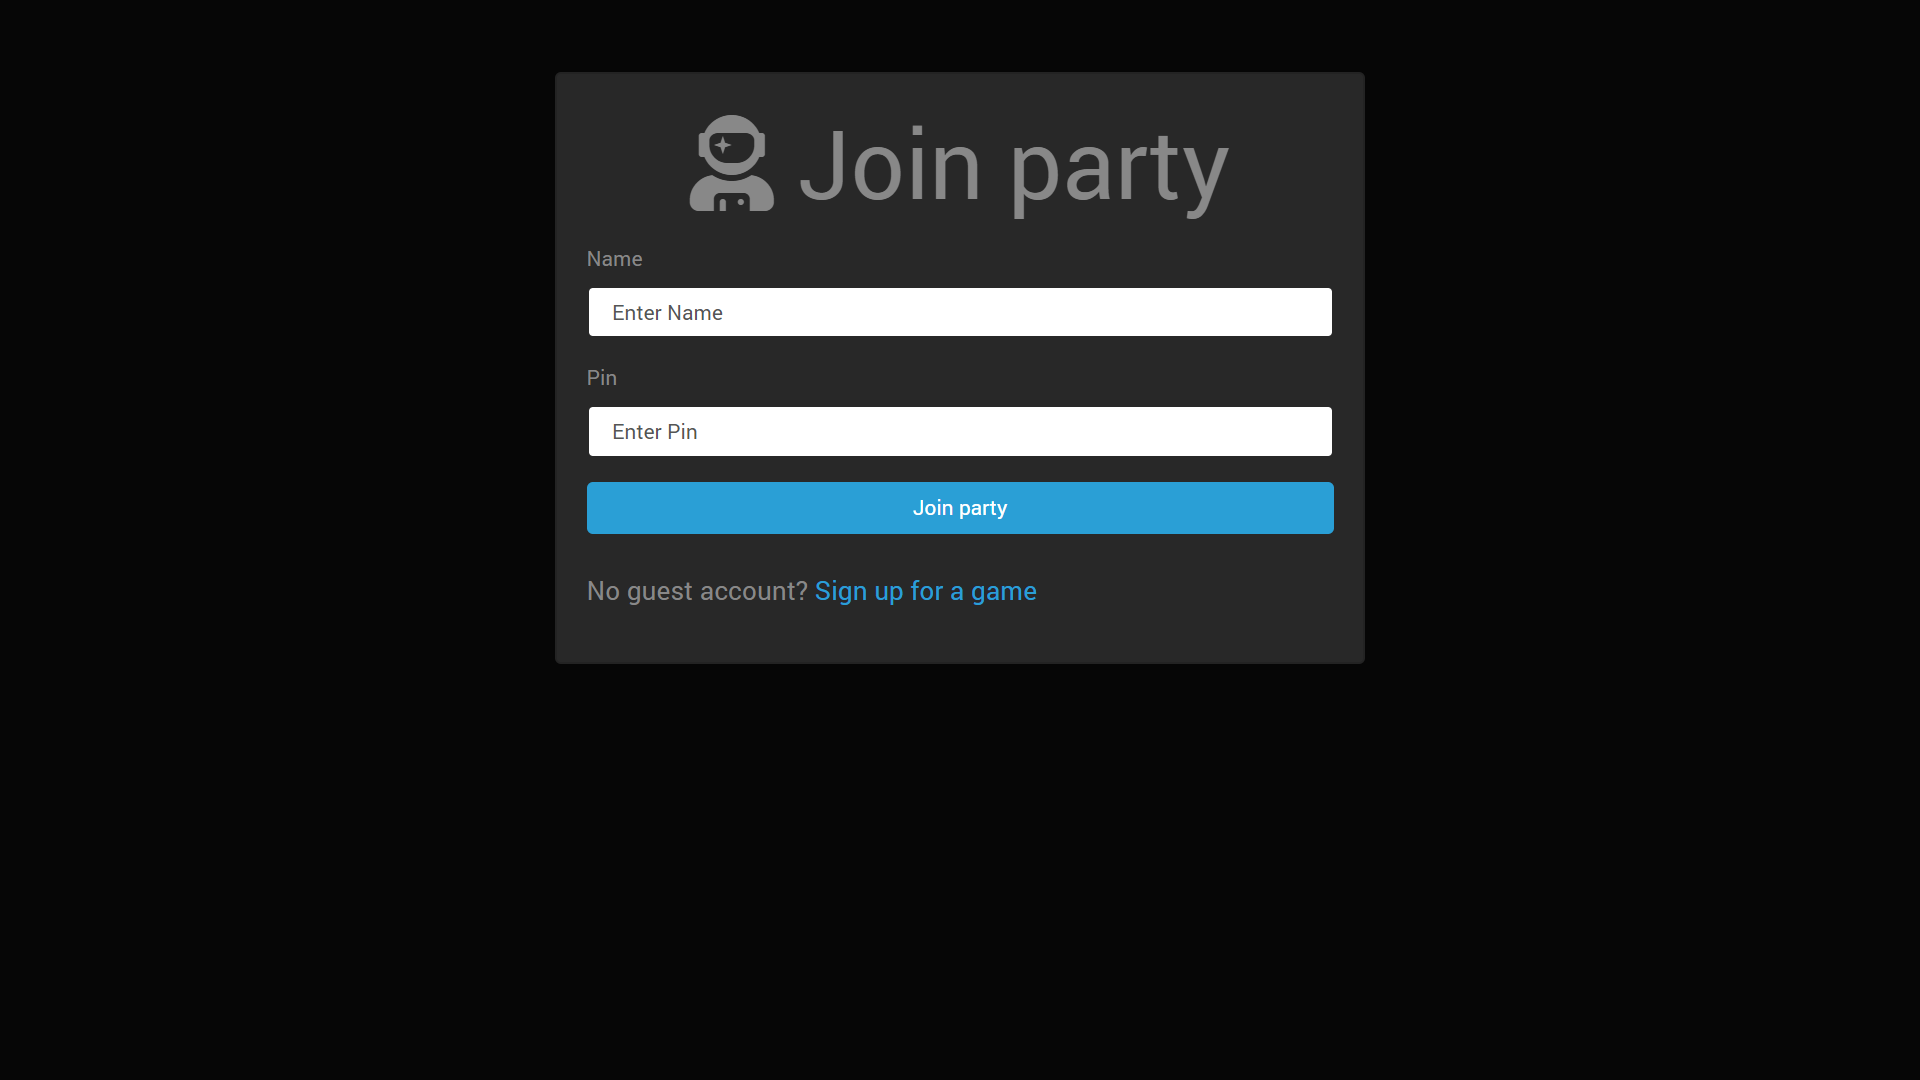 Join party
Name
Enter Name
Pin
Enter Pin
Join party
No guest account? Sign up for a game